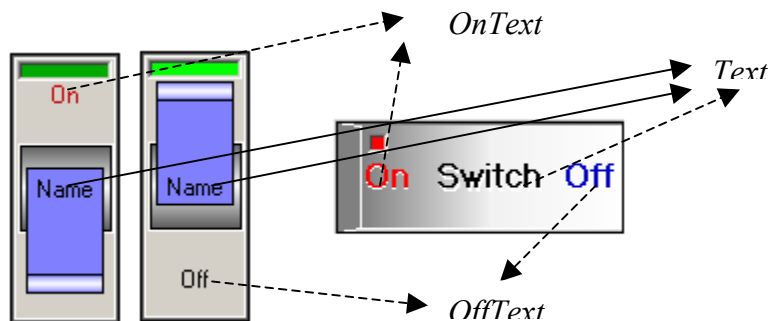 OnText
Text
On
Name
Name
Off
On Switch Off
OffText